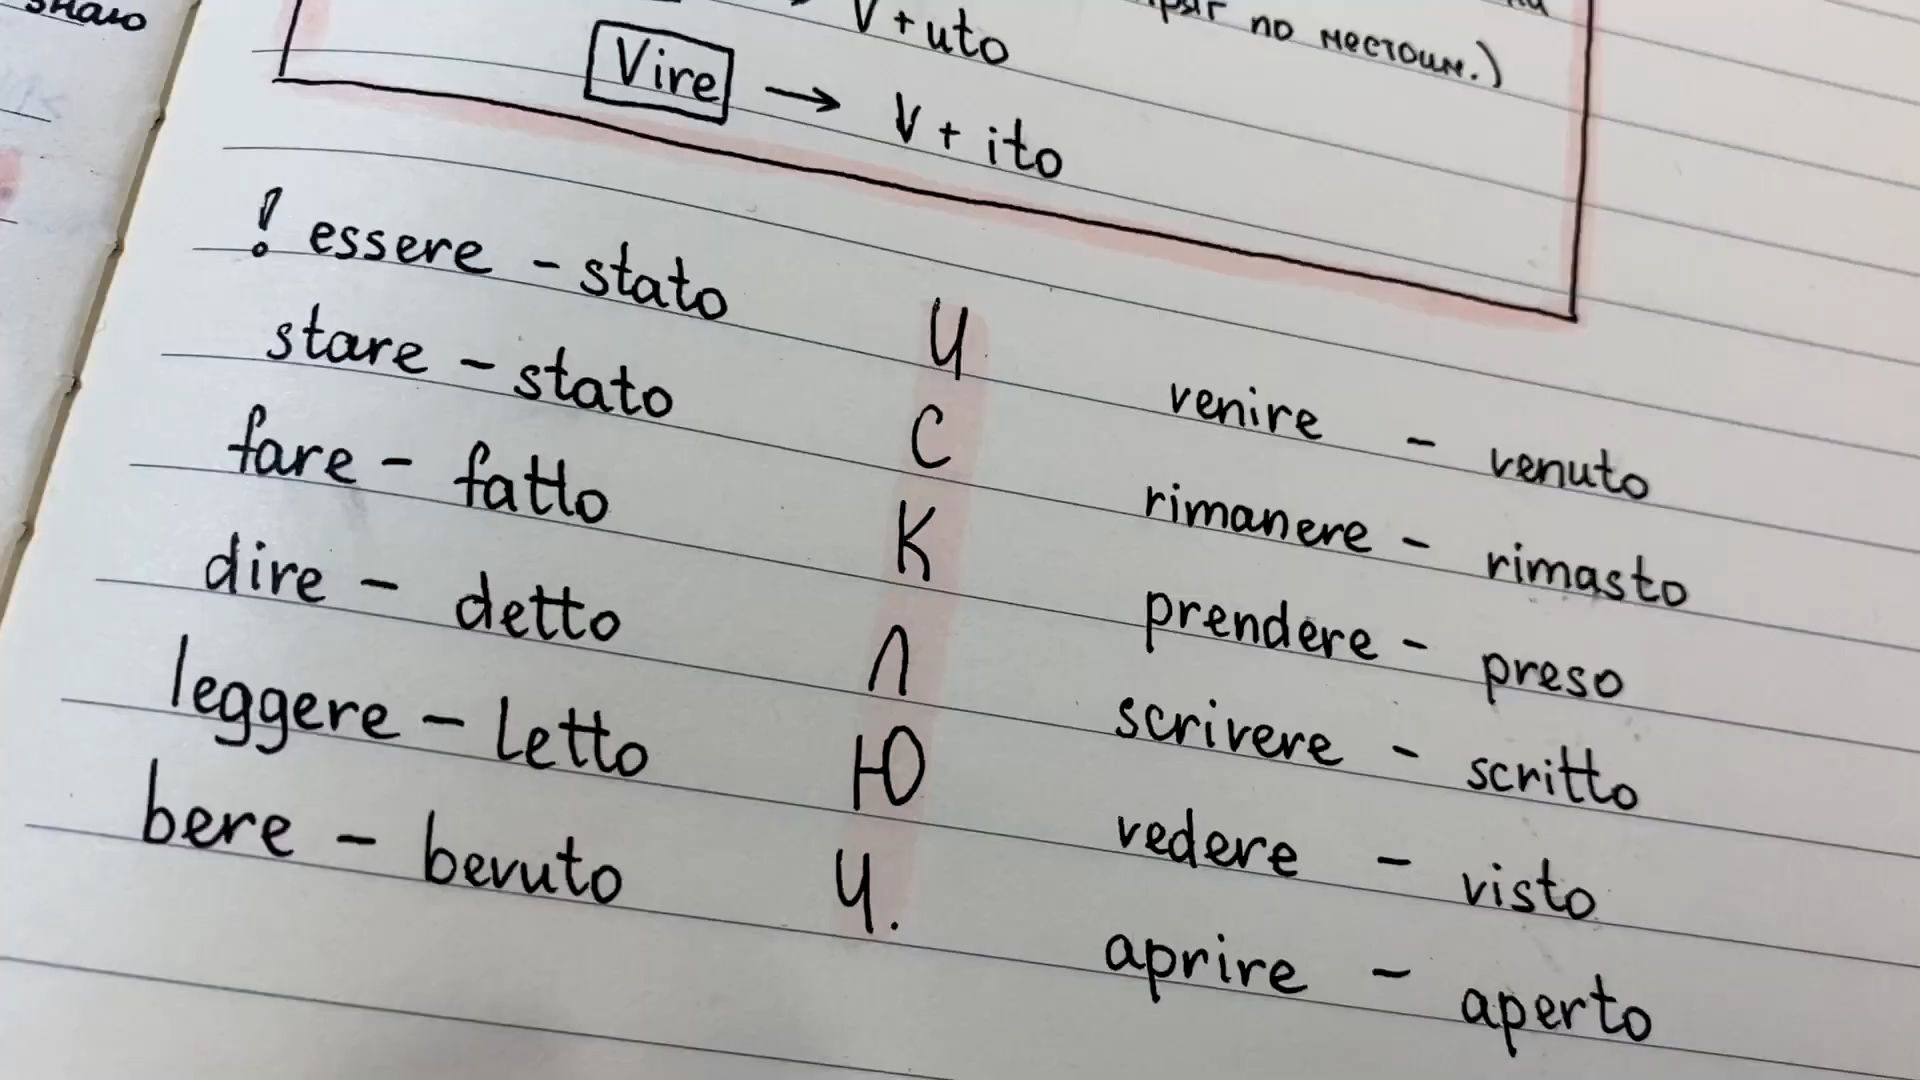 знаю
V + uto
по местоим.)
Vire → V + ito
! essere - stato
stare - stato
fare - fatto
dire - detto
leggere - letto
bere - bevuto
И
С
К
Л
Ю
Ч.
venire - venuto
rimanere - rimasto
prendere - preso
scrivere - scritto
vedere - visto
aprire - aperto